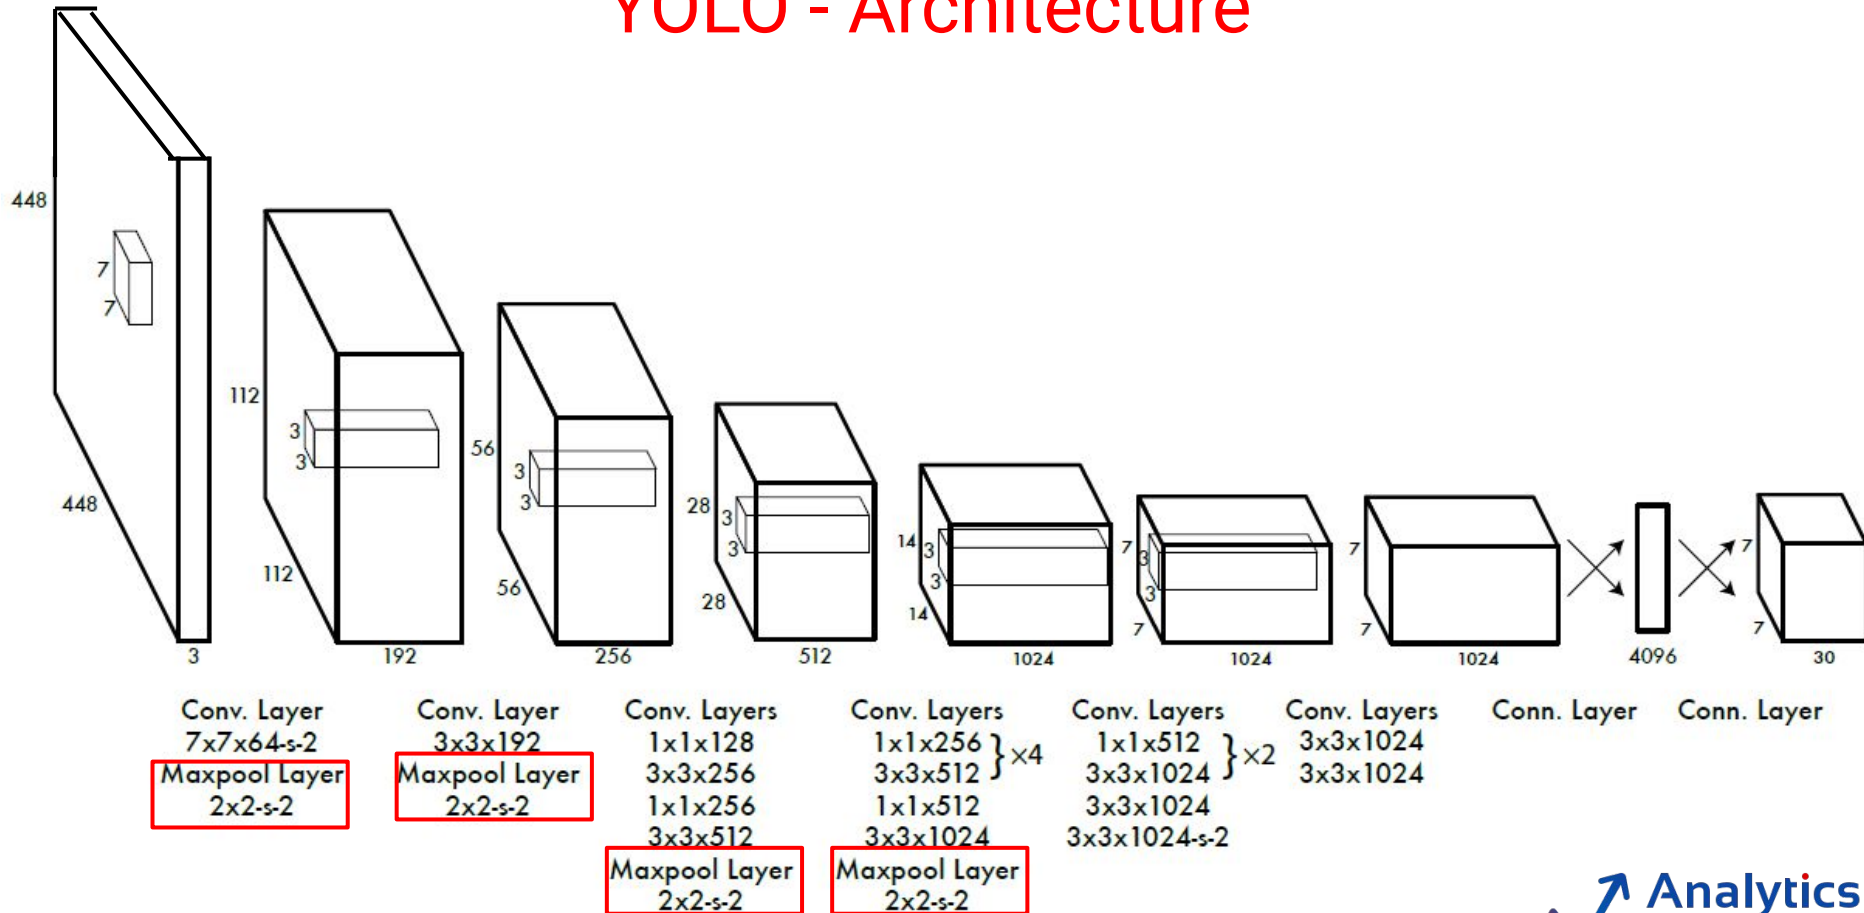 YOLO - Architecture
448
7
7
448
3
112
3
3
112
192
56
3
3
56
256
28
3
3
28
512
14
3
3
14
1024
7
3
3
7
1024
7
7
1024
4096
7
7
30
Conv. Layer
7x7x64-s-2
Maxpool Layer
2x2-s-2
Conv. Layer
3x3x192
Maxpool Layer
2x2-s-2
Conv. Layers
1x1x128
3x3x256
1x1x256
3x3x512
Maxpool Layer
2x2-s-2
Conv. Layers
1x1x256
3x3x512 } ×4
1x1x512
3x3x1024
Maxpool Layer
2x2-s-2
Conv. Layers
1x1x512
3x3x1024 } ×2
3x3x1024
3x3x1024-s-2
Conv. Layers
3x3x1024
3x3x1024
Conn. Layer
Conn. Layer
Analytics